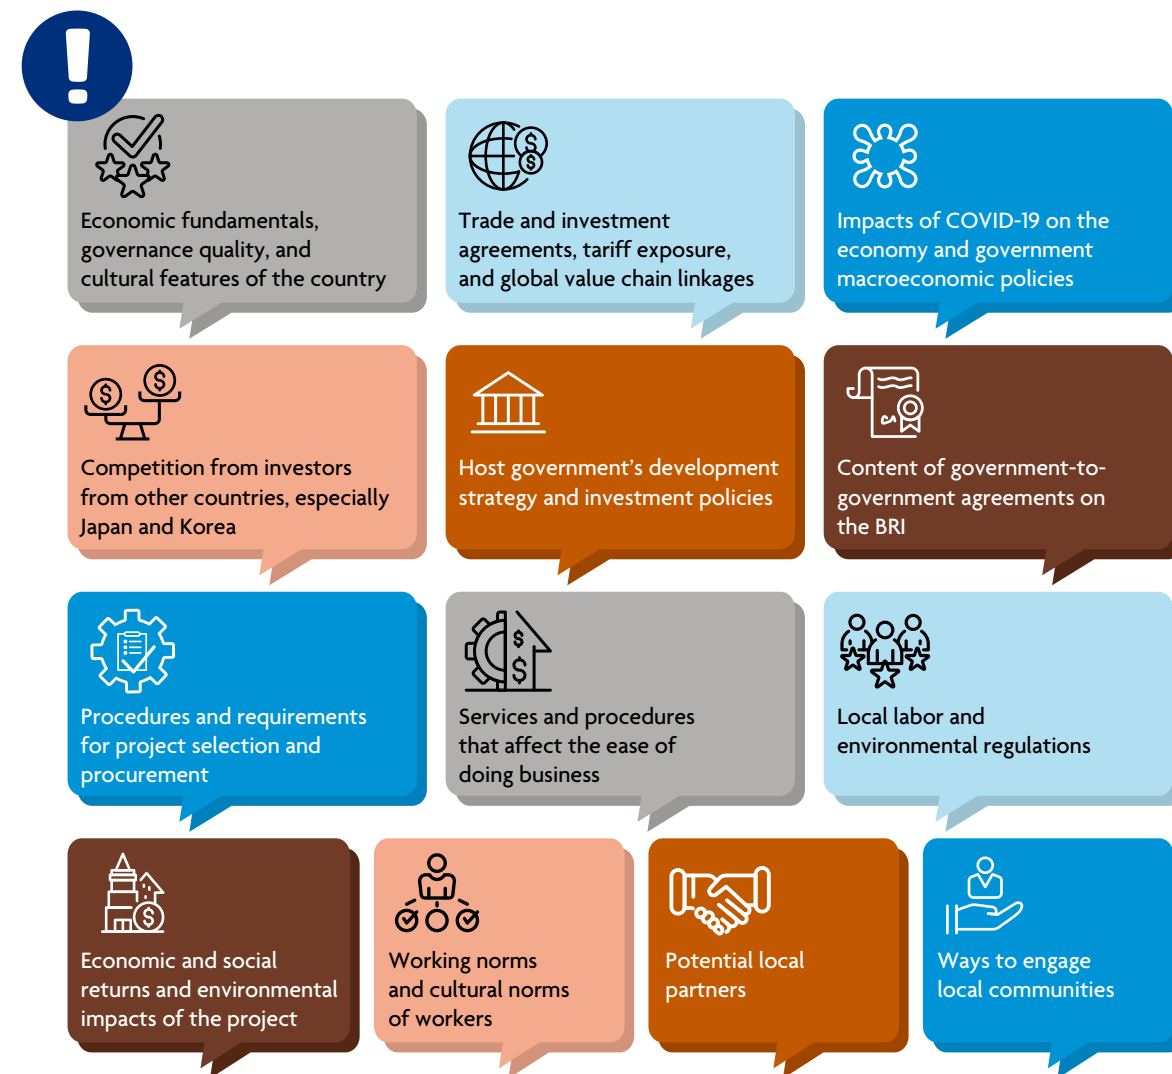 !
Economic fundamentals,
governance quality, and
cultural features of the country
Trade and investment
agreements, tariff exposure,
and global value chain linkages
Impacts of COVID-19 on the
economy and government
macroeconomic policies
Competition from investors
from other countries, especially
Japan and Korea
Host government’s development
strategy and investment policies
Content of government-to-
government agreements on
the BRI
Procedures and requirements
for project selection and
procurement
Services and procedures
that affect the ease of
doing business
Local labor and
environmental regulations
Economic and social
returns and environmental
impacts of the project
Working norms
and cultural norms
of workers
Potential local
partners
Ways to engage
local communities